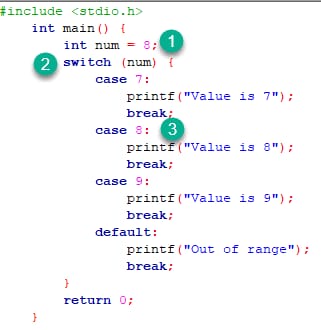 #include <stdio.h>
int main() {
int num = 8; 1
2 switch (num) {
case 7:
printf("Value is 7");
break;
case 8: 3
printf("Value is 8");
break;
case 9:
printf("Value is 9");
break;
default:
printf("Out of range");
break;
}
return 0;
}